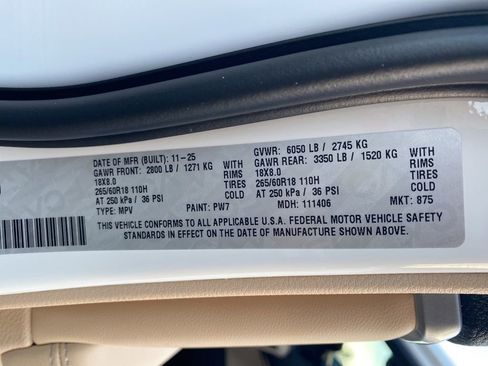 DATE OF MFR (BUILT): 11-25 GVWR: 6050 LB / 2745 KG
GAWR FRONT: 2800 LB / 1271 KG WITH GAWR REAR: 3350 LB / 1520 KG WITH
18X8.0 RIMS 18X8.0 RIMS
265/60R18 110H TIRES 265/60R18 110H TIRES
AT 250 kPa / 36 PSI COLD AT 250 kPa / 36 PSI COLD
TYPE: MPV PAINT: PW7 MDH: 111406 MKT: 875
THIS VEHICLE CONFORMS TO ALL APPLICABLE U.S.A. FEDERAL MOTOR VEHICLE SAFETY
STANDARDS IN EFFECT ON THE DATE OF MANUFACTURE SHOWN ABOVE.